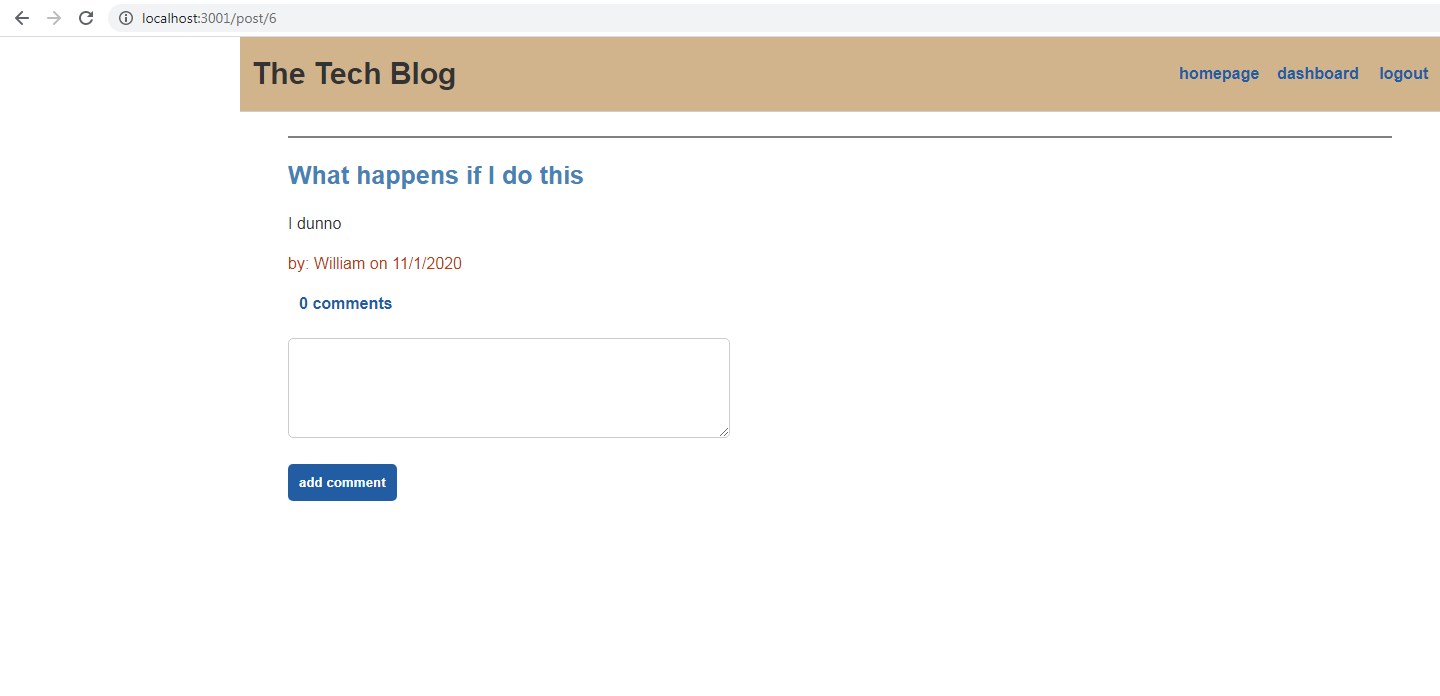 localhost:3001/post/6
The Tech Blog
homepage dashboard logout
What happens if I do this
I dunno
by: William on 11/1/2020
0 comments
add comment